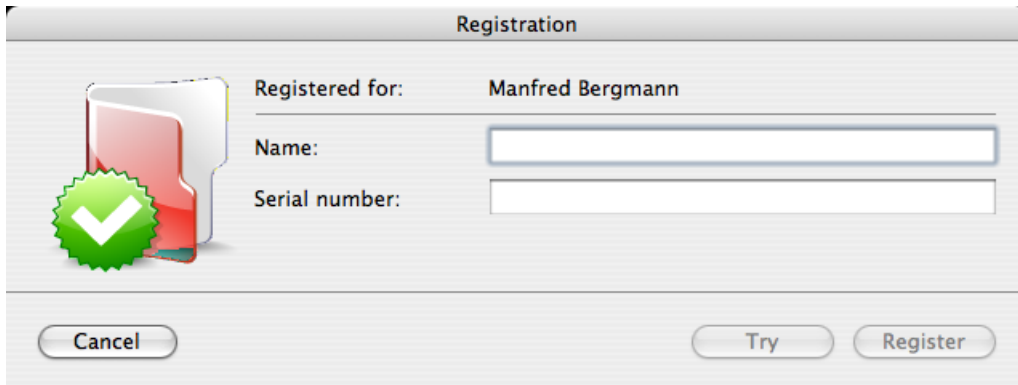 Registration
Registered for: Manfred Bergmann
Name:
Serial number:
Cancel Try Register